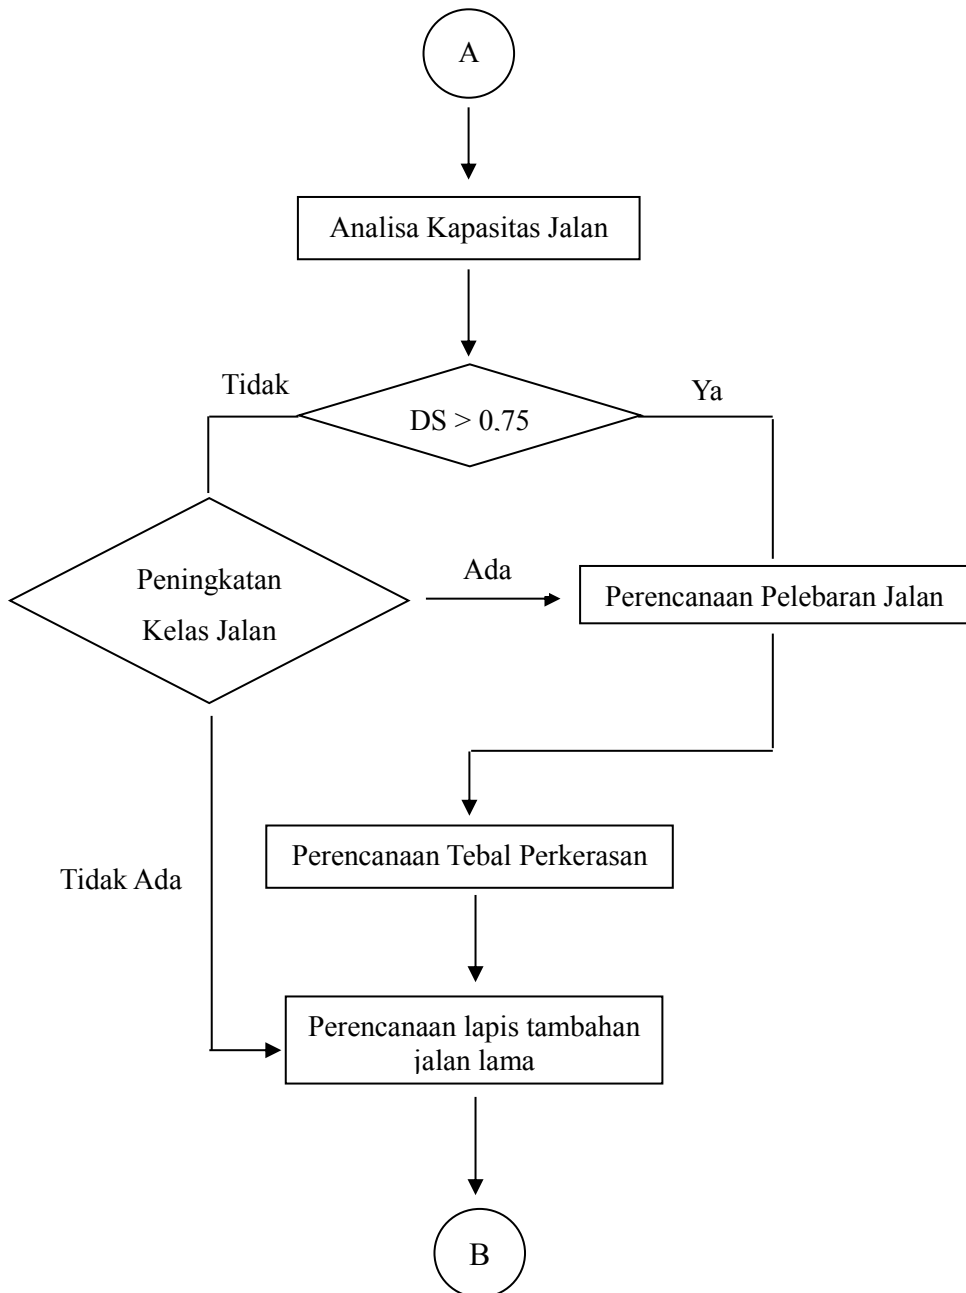 A
Analisa Kapasitas Jalan
Tidak
Ya
DS > 0,75
Peningkatan
Kelas Jalan
Ada
Perencanaan Pelebaran Jalan
Perencanaan Tebal Perkerasan
Tidak Ada
Perencanaan lapis tambahan
jalan lama
B